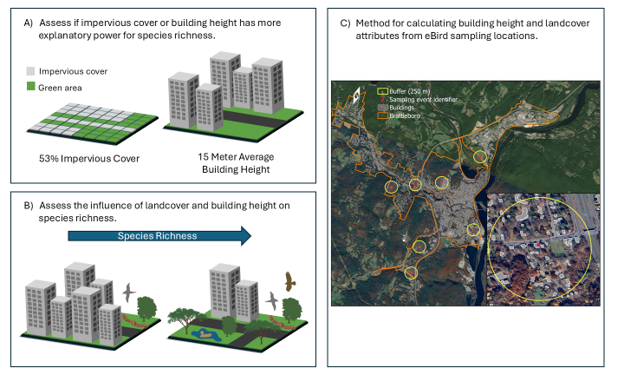 A) Assess if impervious cover or building height has more
explanatory power for species richness.
Impervious cover
Green area
53% Impervious Cover
15 Meter Average
Building Height
B) Assess the influence of landcover and building height on
species richness.
Species Richness
C) Method for calculating building height and landcover
attributes from eBird sampling locations.
Buffer (250 m)
Sampling event identifier
Buildings
Brattleboro